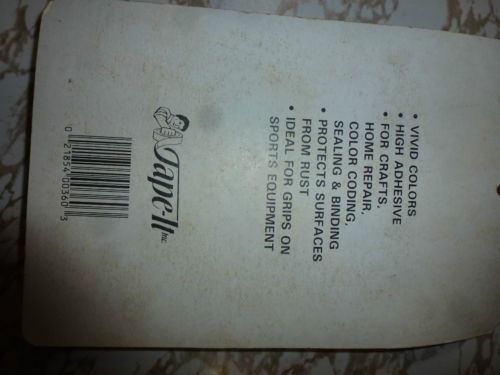 • VIVID COLORS
• HIGH ADHESIVE
• FOR CRAFTS,
HOME REPAIR,
COLOR CODING,
SEALING & BINDING
• PROTECTS SURFACES
FROM RUST
• IDEAL FOR GRIPS ON
SPORTS EQUIPMENT
Tape-It Inc.
0 21854 00360 3